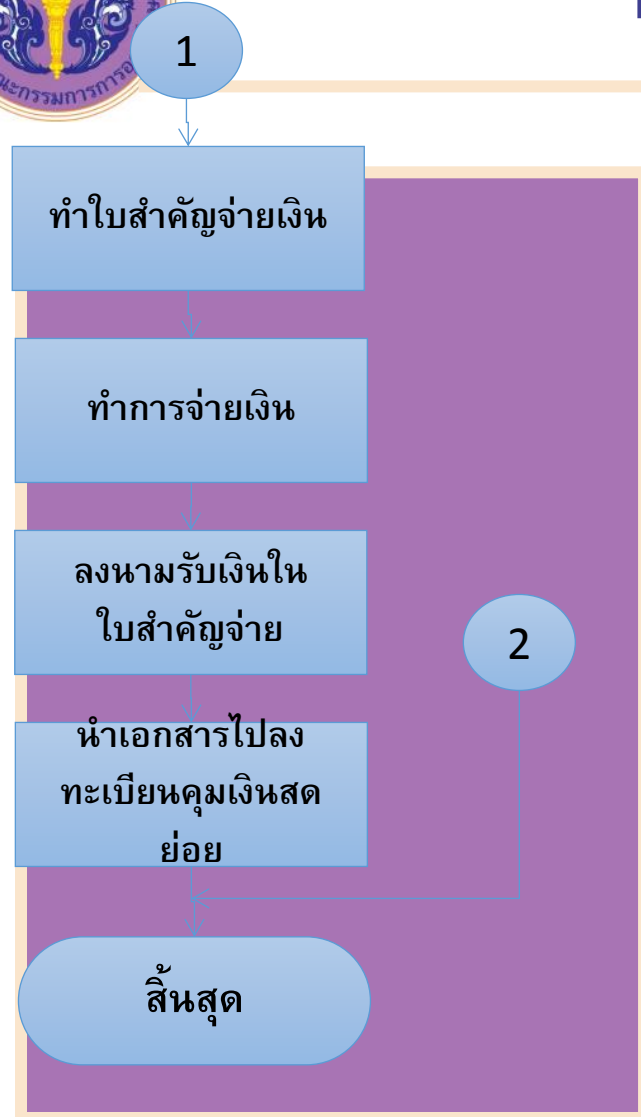 1
ทำใบสำคัญจ่ายเงิน
ทำการจ่ายเงิน
ลงนามรับเงินใน
ใบสำคัญจ่าย
2
นำเอกสารไปลง
ทะเบียนคุมเงินสด
ย่อย
สิ้นสุด